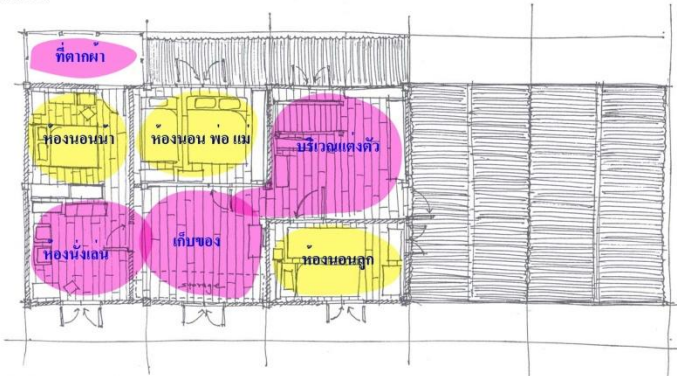 ที่ตากผ้า
ห้องนอนน้า
ห้องนอน พ่อ แม่
บริเวณแต่งตัว
ห้องนั่งเล่น
เก็บของ
ห้องนอนลูก